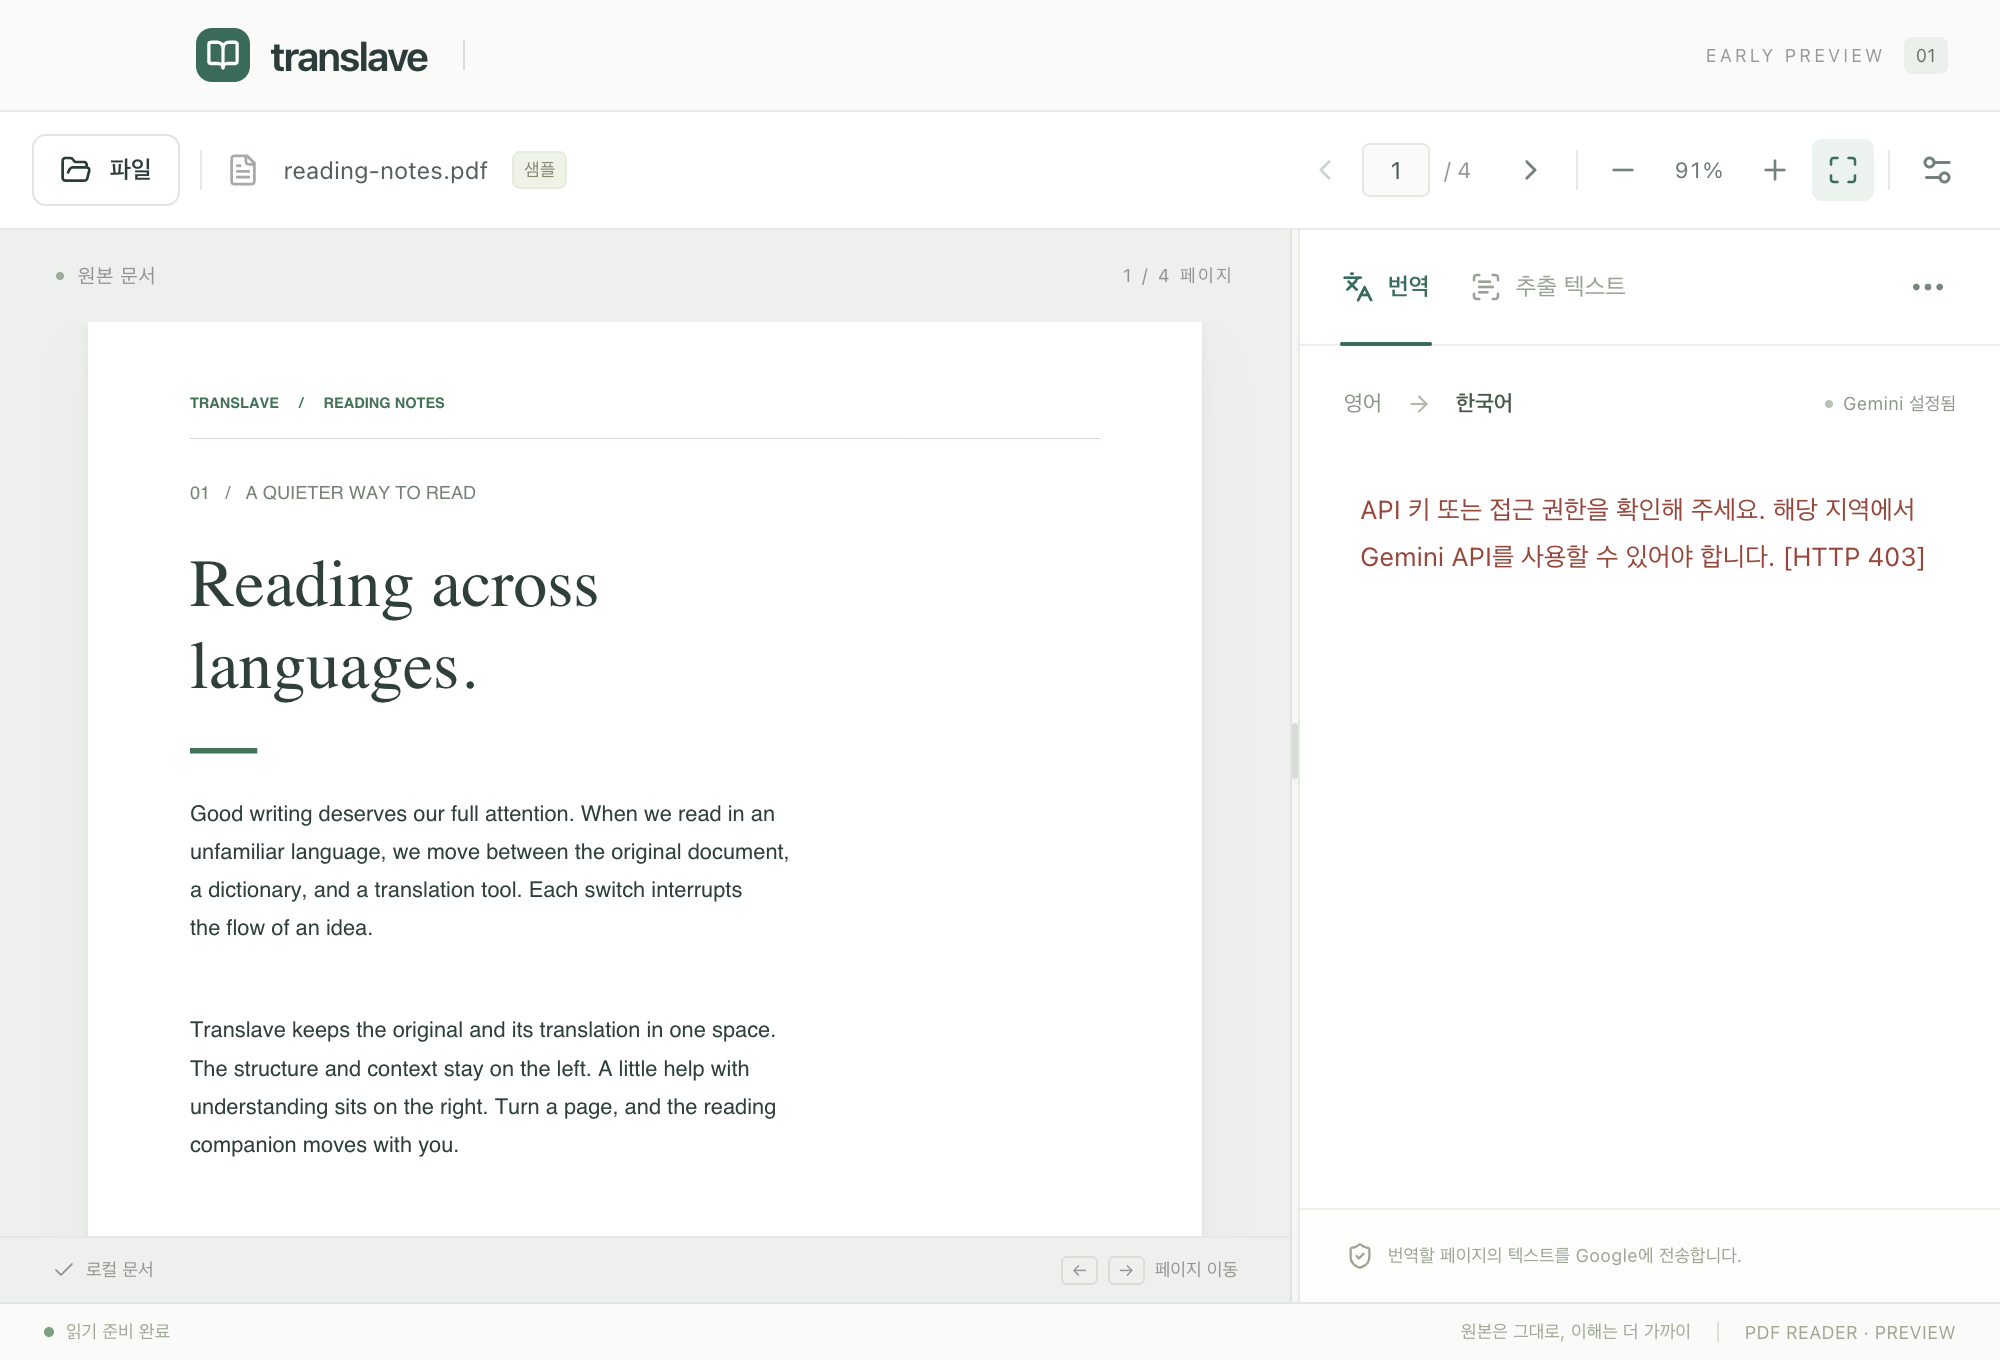 translave
EARLY PREVIEW 01
파일
reading-notes.pdf
샘플
1 / 4
91%
원본 문서
1 / 4 페이지
TRANSLAVE / READING NOTES
01 / A QUIETER WAY TO READ
Reading across
languages.
Good writing deserves our full attention. When we read in an
unfamiliar language, we move between the original document,
a dictionary, and a translation tool. Each switch interrupts
the flow of an idea.
Translave keeps the original and its translation in one space.
The structure and context stay on the left. A little help with
understanding sits on the right. Turn a page, and the reading
companion moves with you.
로컬 문서
← → 페이지 이동
번역
추출 텍스트
영어 → 한국어
Gemini 설정됨
API 키 또는 접근 권한을 확인해 주세요. 해당 지역에서
Gemini API를 사용할 수 있어야 합니다. [HTTP 403]
번역할 페이지의 텍스트를 Google에 전송합니다.
읽기 준비 완료
원본은 그대로, 이해는 더 가까이
PDF READER · PREVIEW